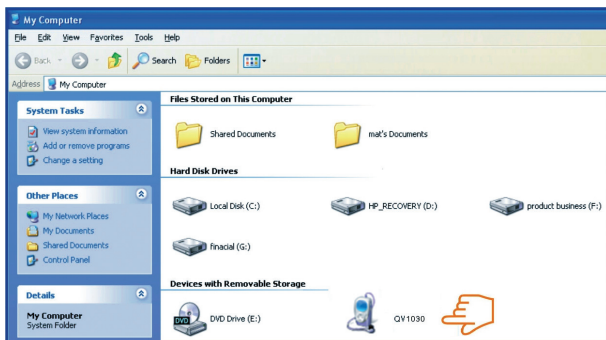 My Computer
File Edit View Favorites Tools Help
Back Search Folders
Address My Computer
System Tasks
View system information
Add or remove programs
Change a setting
Other Places
My Network Places
My Documents
Shared Documents
Control Panel
Details
My Computer
System Folder
Files Stored on This Computer
Shared Documents mat's Documents
Hard Disk Drives
Local Disk (C:) HP_RECOVERY (D:) product business (F:)
finacial (G:)
Devices with Removable Storage
DVD DVD Drive (E:) QV1030